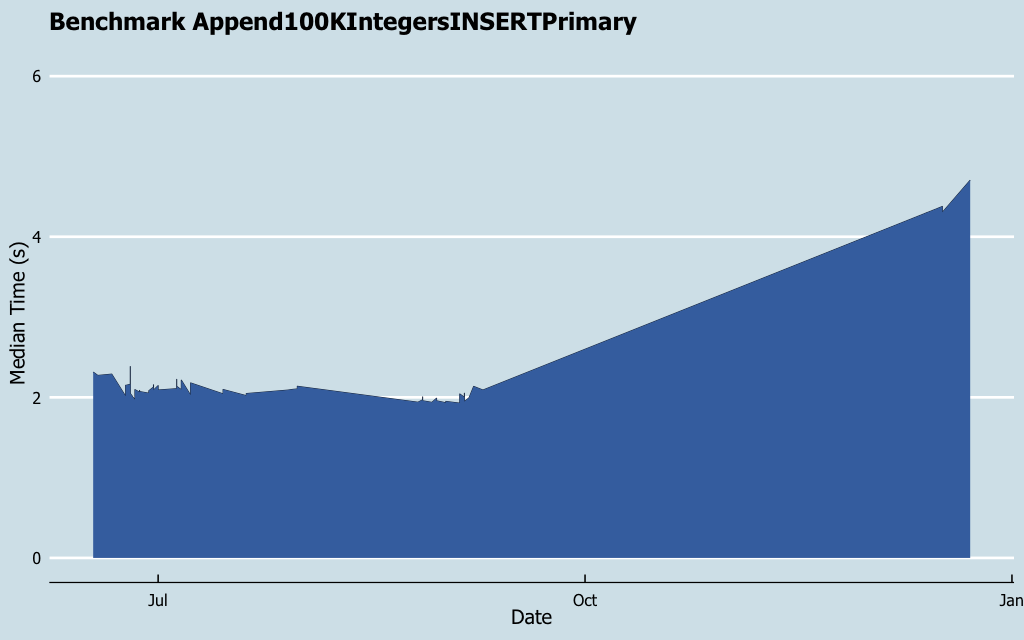 Benchmark Append100KIntegersINSERTPrimary
6
4
2
0
Median Time (s)
Jul
Oct
Jan
Date